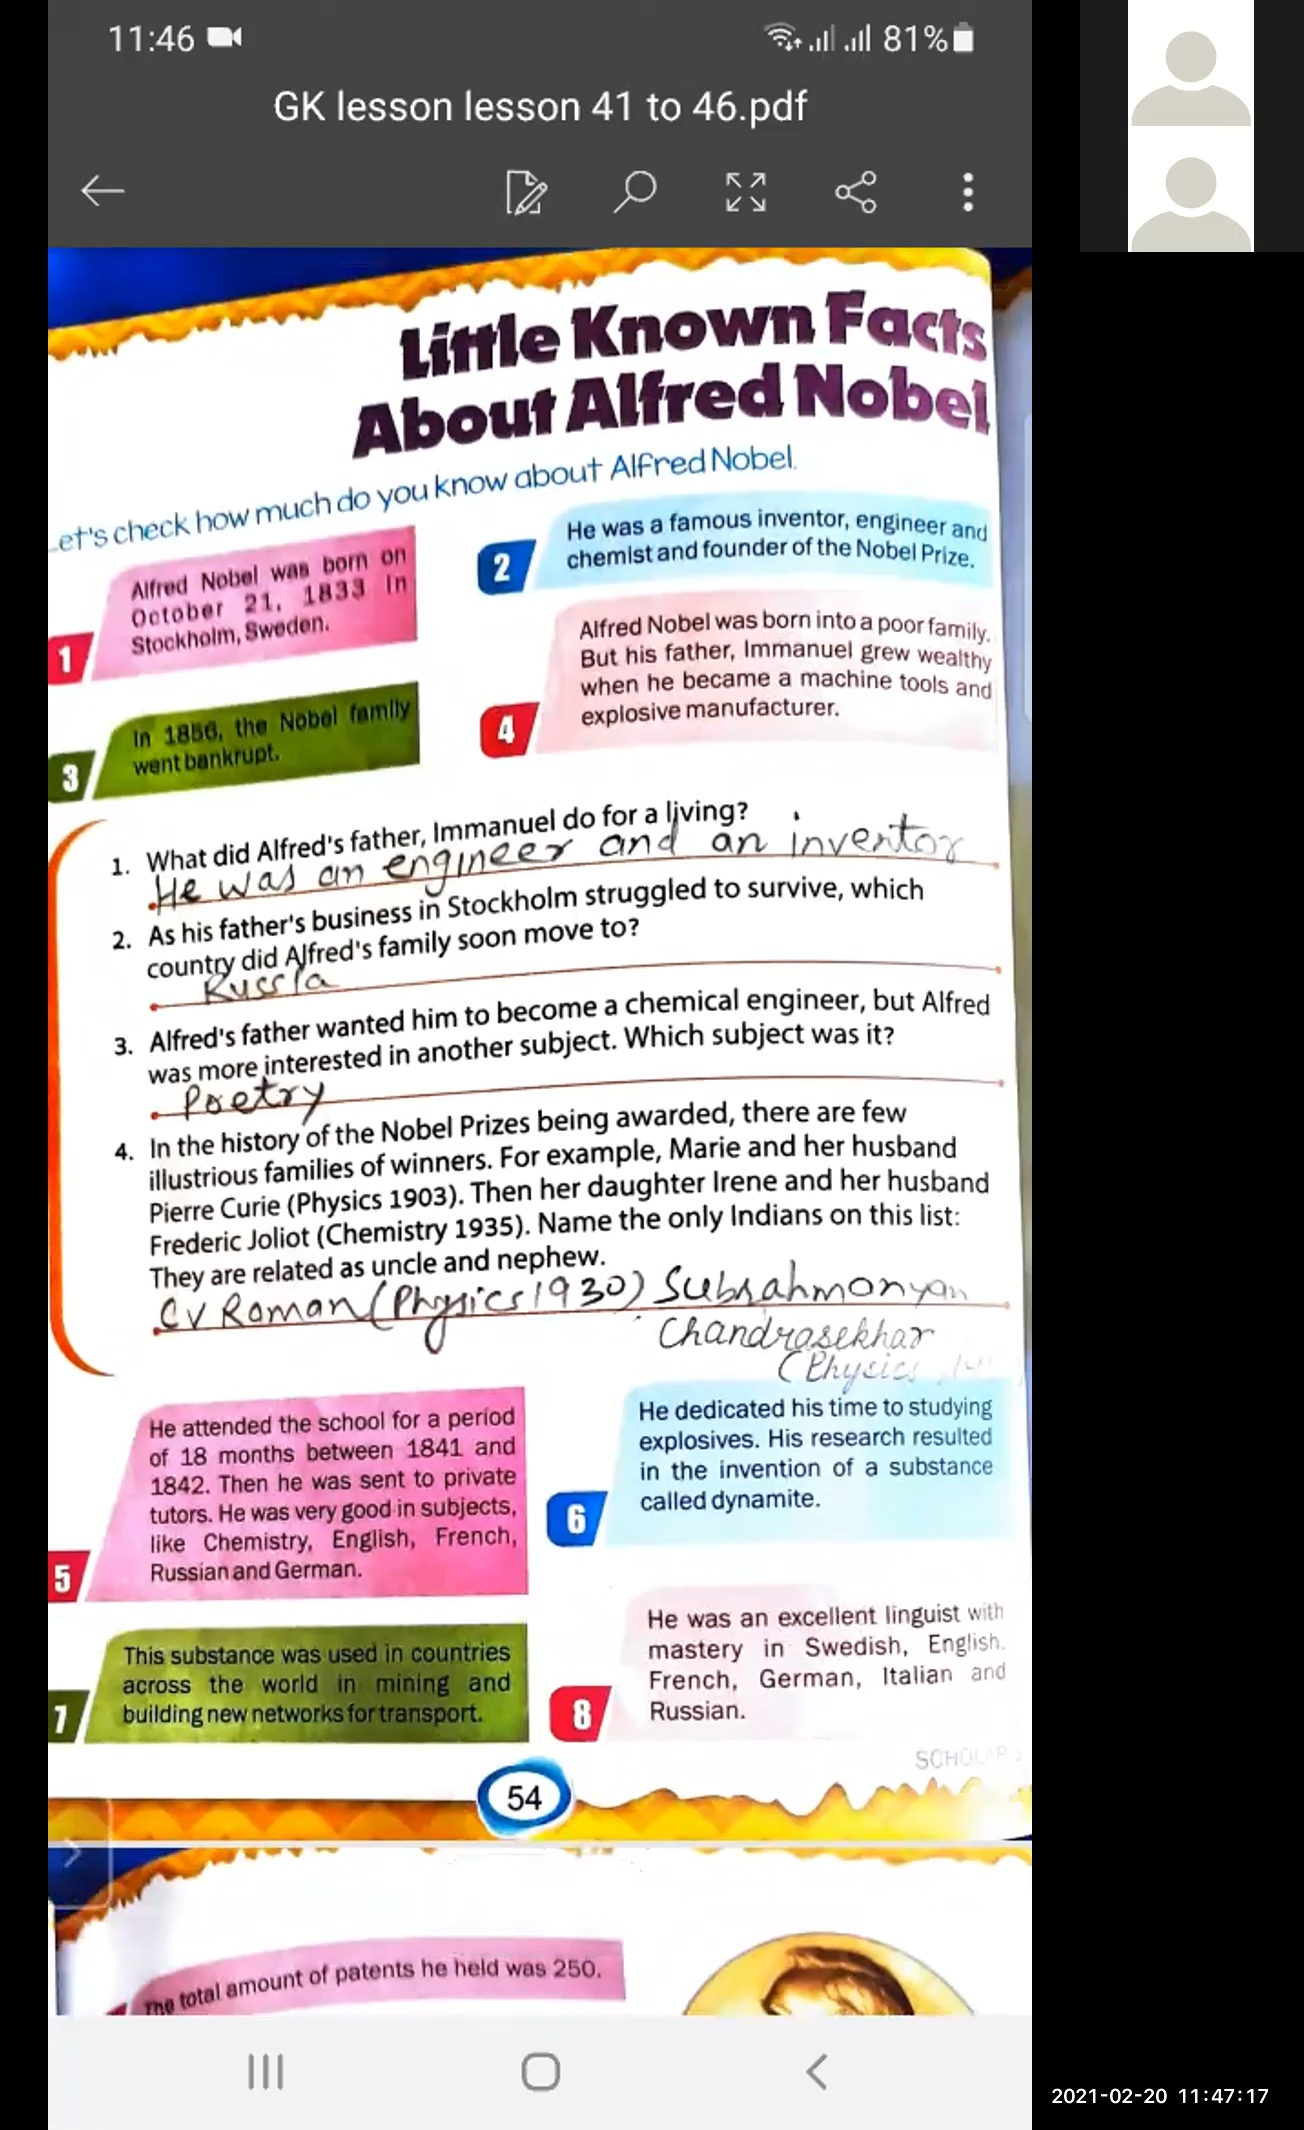 11:46
81%
GK lesson lesson 41 to 46.pdf
Little Known Facts
About Alfred Nobel
et's check how much do you know about Alfred Nobel.
1
Alfred Nobel was born on
October 21, 1833 in
Stockholm, Sweden.
2
He was a famous inventor, engineer and
chemist and founder of the Nobel Prize.
3
In 1856, the Nobel family
went bankrupt.
4
Alfred Nobel was born into a poor family.
But his father, Immanuel grew wealthy
when he became a machine tools and
explosive manufacturer.
1. What did Alfred's father, Immanuel do for a living?
He was an engineer and an inventor
2. As his father's business in Stockholm struggled to survive, which
country did Alfred's family soon move to?
Russia
3. Alfred's father wanted him to become a chemical engineer, but Alfred
was more interested in another subject. Which subject was it?
Poetry
4. In the history of the Nobel Prizes being awarded, there are few
illustrious families of winners. For example, Marie and her husband
Pierre Curie (Physics 1903). Then her daughter Irene and her husband
Frederic Joliot (Chemistry 1935). Name the only Indians on this list:
They are related as uncle and nephew.
CV Raman (Physics 1930) Subrahmonyan
Chandrasekhar
(Physics
5
He attended the school for a period
of 18 months between 1841 and
1842. Then he was sent to private
tutors. He was very good in subjects,
like Chemistry, English, French,
Russian and German.
6
He dedicated his time to studying
explosives. His research resulted
in the invention of a substance
called dynamite.
7
This substance was used in countries
across the world in mining and
building new networks for transport.
8
He was an excellent linguist with
mastery in Swedish, English.
French, German, Italian and
Russian.
SCHOLAR
54
The total amount of patents he held was 250.
2021-02-20 11:47:17